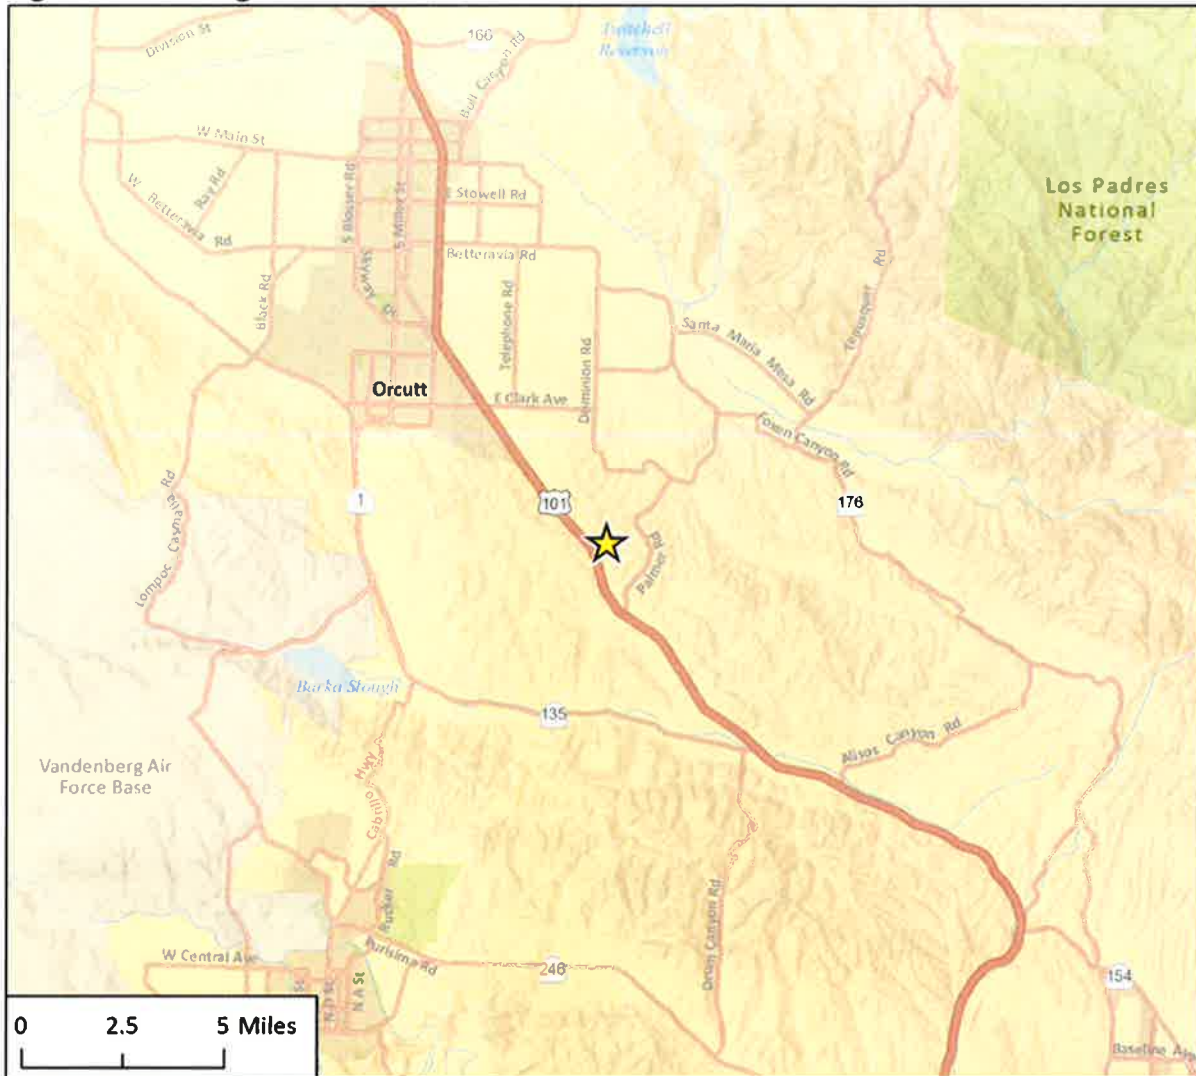 Division St
166
Bull Canyon Rd
Twitchell
Reservoir
W Main St
Ray Rd
W Betteravia Rd
S Blosser Rd
S Miller St
E Stowell Rd
Los Padres
National
Forest
Betteravia Rd
Skyway Dr
Black Rd
Telephone Rd
Tepusquet Rd
Santa Maria Mesa Rd
Dominion Rd
Orcutt
E Clark Ave
Foxen Canyon Rd
Lompoc Casmalia Rd
1
101
176
Palmer Rd
Barka Slough
135
Alisos Canyon Rd
Vandenberg Air
Force Base
Cabrillo Hwy
Rucker Rd
Drum Canyon Rd
W Central Ave
Purisima Rd
246
154
St
N D St
N A St
0 2.5 5 Miles
Baseline Ave